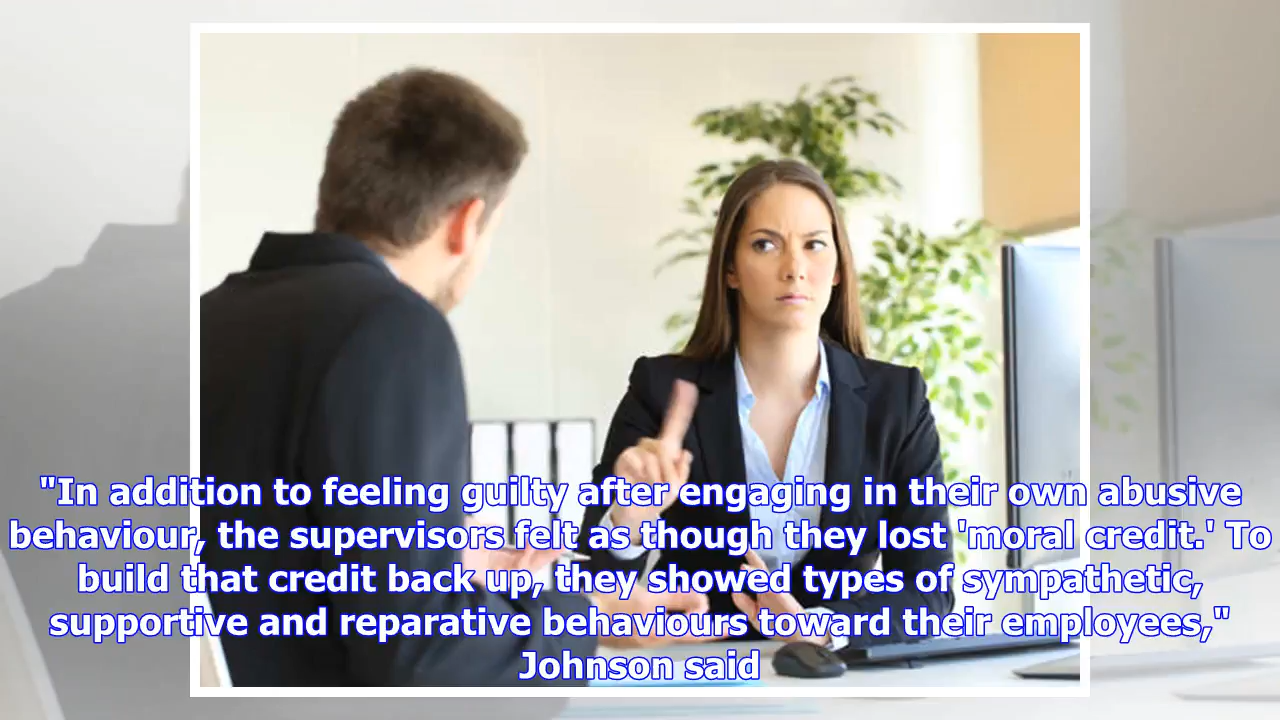 "In addition to feeling guilty after engaging in their own abusive
behaviour, the supervisors felt as though they lost 'moral credit.' To
build that credit back up, they showed types of sympathetic,
supportive and reparative behaviours toward their employees,"
Johnson said